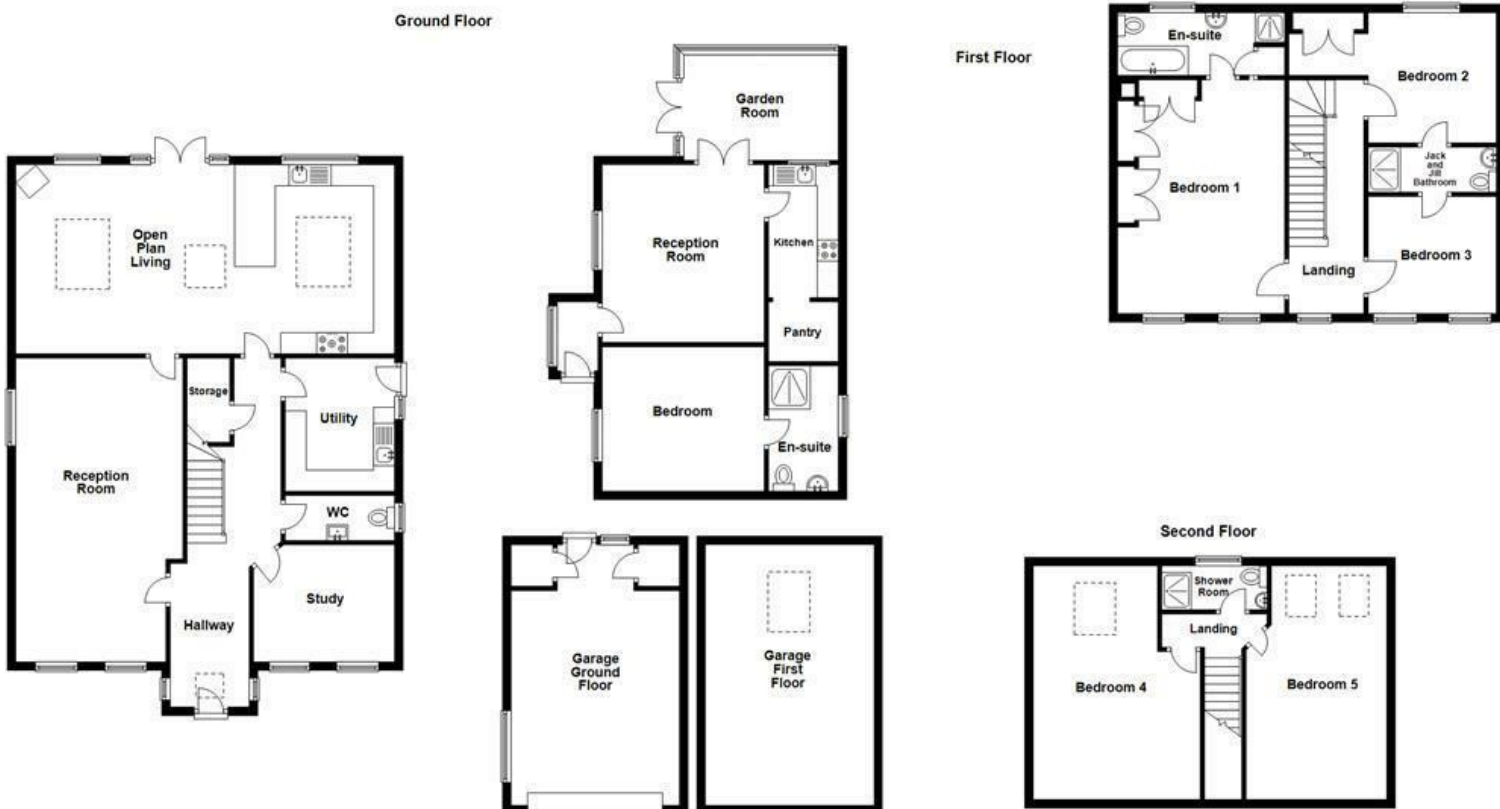 Ground Floor
Open
Plan
Living
Storage
Utility
Reception
Room
WC
Study
Hallway
Garden
Room
Reception
Room
Kitchen
Pantry
Bedroom
En-suite
Garage
Ground
Floor
Garage
First
Floor
First Floor
En-suite
Bedroom 2
Bedroom 1
Jack
and
Jill
Bathroom
Landing
Bedroom 3
Second Floor
Shower
Room
Landing
Bedroom 4
Bedroom 5